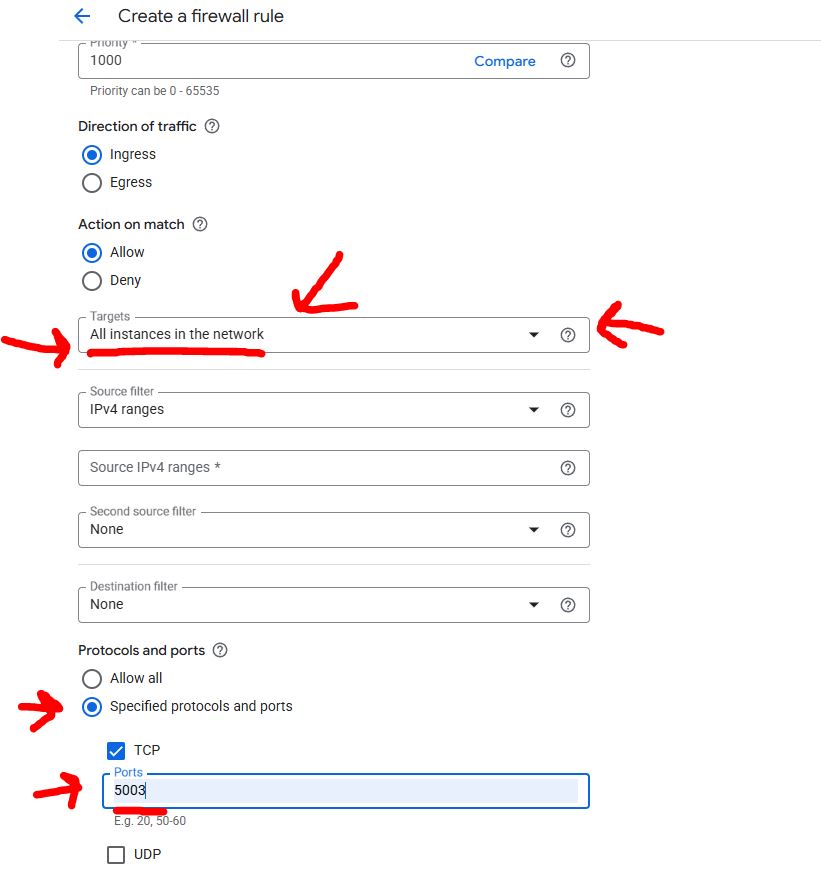 Create a firewall rule
Priority *
1000
Compare
Priority can be 0 - 65535
Direction of traffic
Ingress
Egress
Action on match
Allow
Deny
Targets
All instances in the network
Source filter
IPv4 ranges
Source IPv4 ranges *
Second source filter
None
Destination filter
None
Protocols and ports
Allow all
Specified protocols and ports
TCP
Ports
5003
E.g. 20, 50-60
UDP